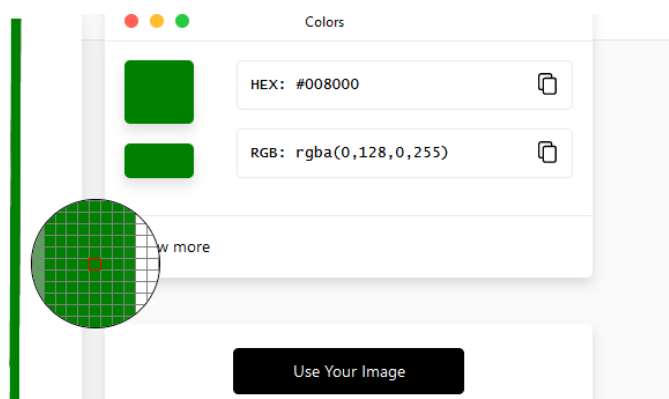 Colors
HEX: #008000
RGB: rgba(0,128,0,255)
w more
Use Your Image